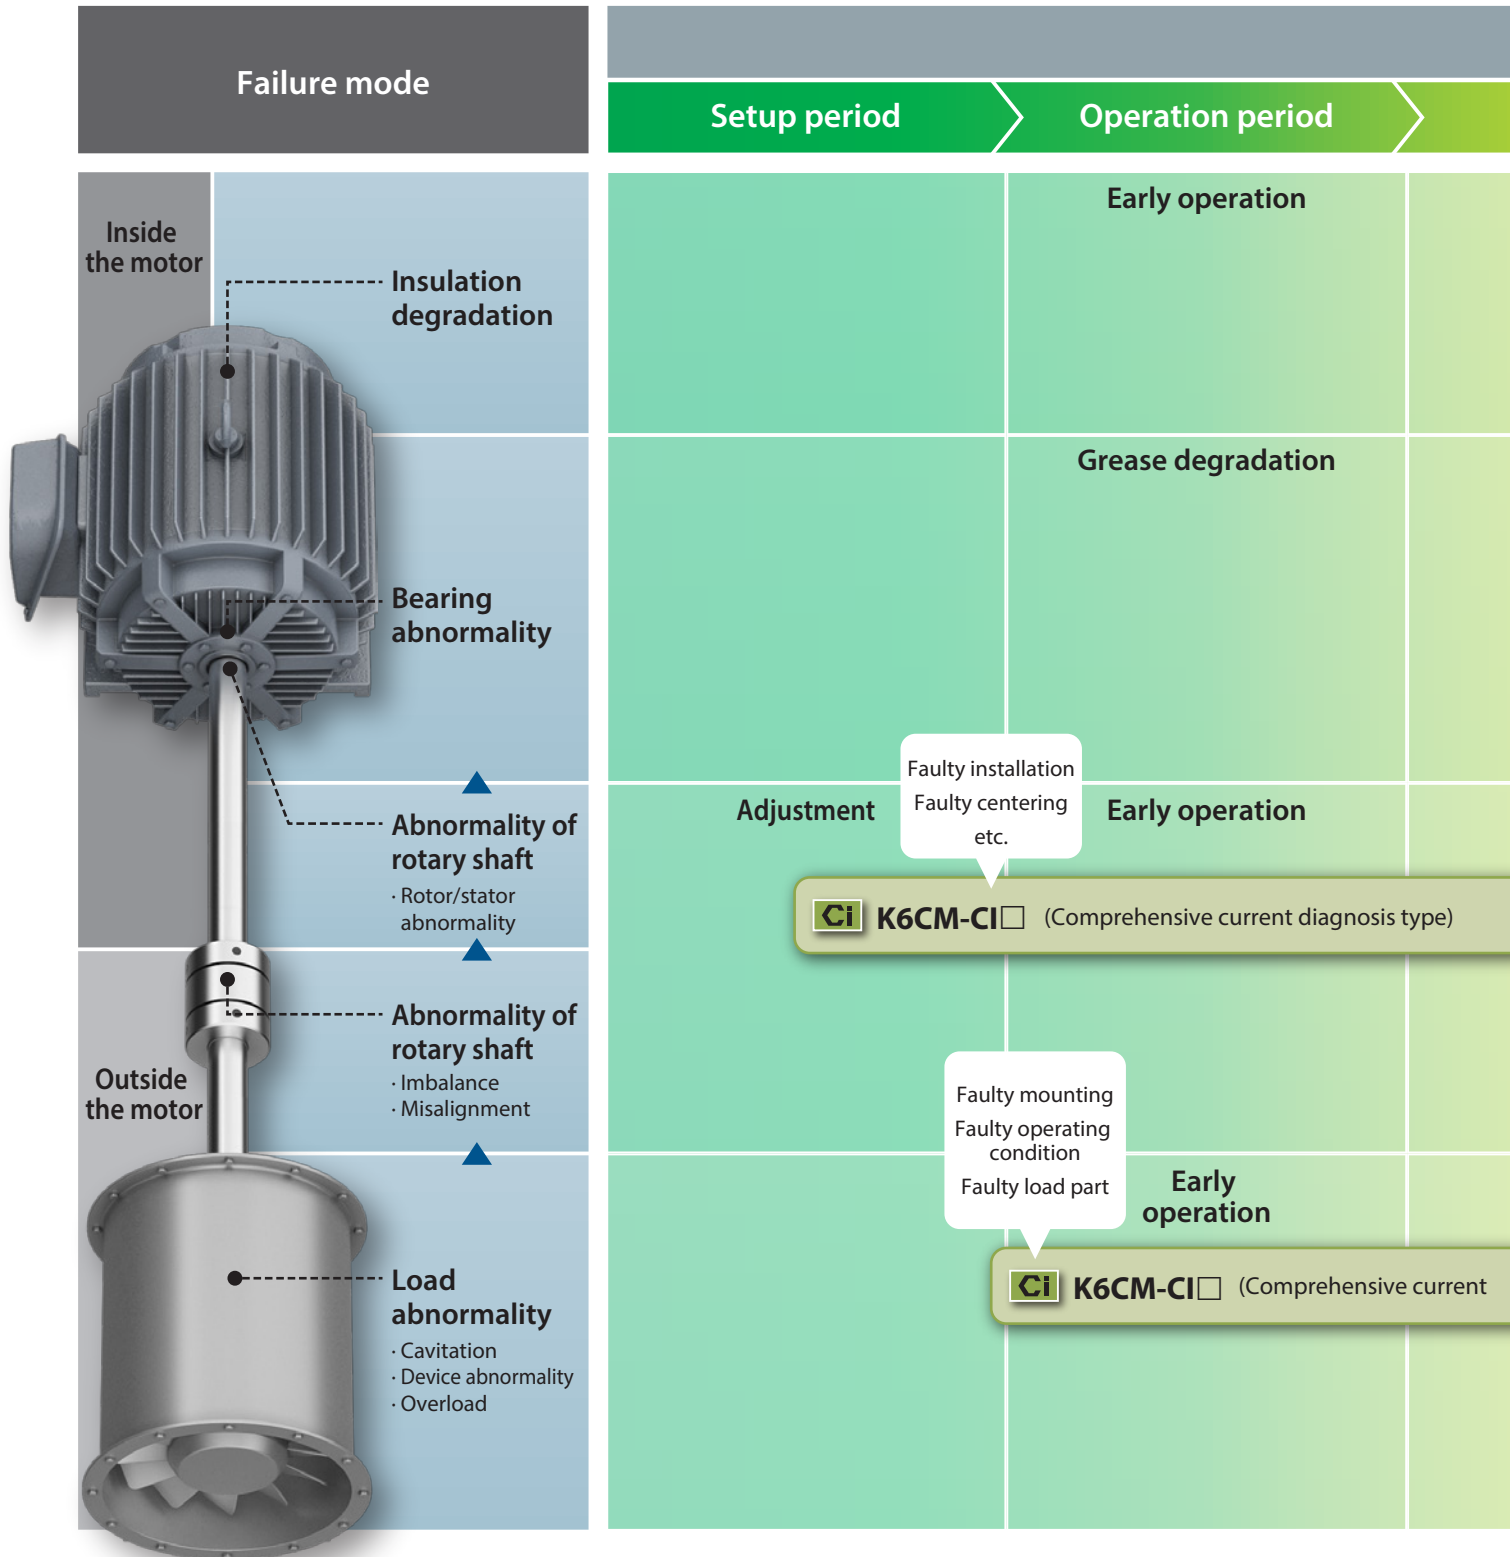 Failure mode
Setup period
Operation period
Inside
the motor
Insulation
degradation
Early operation
Bearing
abnormality
Grease degradation
Abnormality of
rotary shaft
· Rotor/stator
abnormality
Adjustment
Faulty installation
Faulty centering
etc.
Early operation
Ci K6CM-CI□ (Comprehensive current diagnosis type)
Outside
the motor
Abnormality of
rotary shaft
· Imbalance
· Misalignment
Faulty mounting
Faulty operating
condition
Faulty load part
Early
operation
Load
abnormality
· Cavitation
· Device abnormality
· Overload
Ci K6CM-CI□ (Comprehensive current